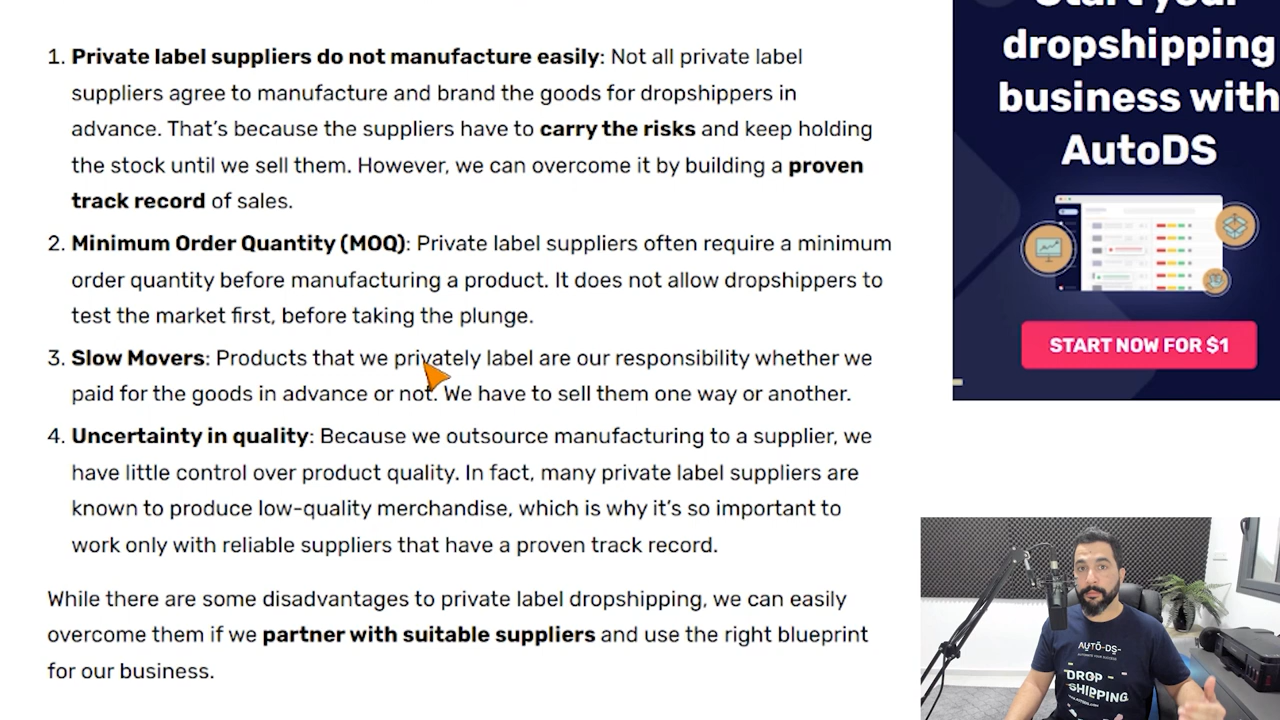 1. Private label suppliers do not manufacture easily: Not all private label
suppliers agree to manufacture and brand the goods for dropshippers in
advance. That's because the suppliers have to carry the risks and keep holding
the stock until we sell them. However, we can overcome it by building a proven
track record of sales.
2. Minimum Order Quantity (MOQ): Private label suppliers often require a minimum
order quantity before manufacturing a product. It does not allow dropshippers to
test the market first, before taking the plunge.
3. Slow Movers: Products that we privately label are our responsibility whether we
paid for the goods in advance or not. We have to sell them one way or another.
4. Uncertainty in quality: Because we outsource manufacturing to a supplier, we
have little control over product quality. In fact, many private label suppliers are
known to produce low-quality merchandise, which is why it's so important to
work only with reliable suppliers that have a proven track record.
While there are some disadvantages to private label dropshipping, we can easily
overcome them if we partner with suitable suppliers and use the right blueprint
for our business.
Start your
dropshipping
business with
AutoDS
START NOW FOR $1
AUTO-DS-
DROP
SHIPPING